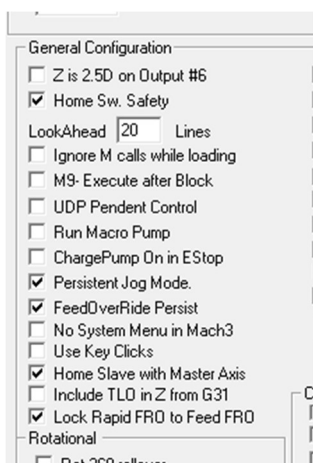 General Configuration
Z is 2.5D on Output #6
Home Sw. Safety
LookAhead 20 Lines
Ignore M calls while loading
M9- Execute after Block
UDP Pendent Control
Run Macro Pump
ChargePump On in EStop
Persistent Jog Mode.
FeedOverRide Persist
No System Menu in Mach3
Use Key Clicks
Home Slave with Master Axis
Include TLO in Z from G31
Lock Rapid FRO to Feed FRO
Rotational